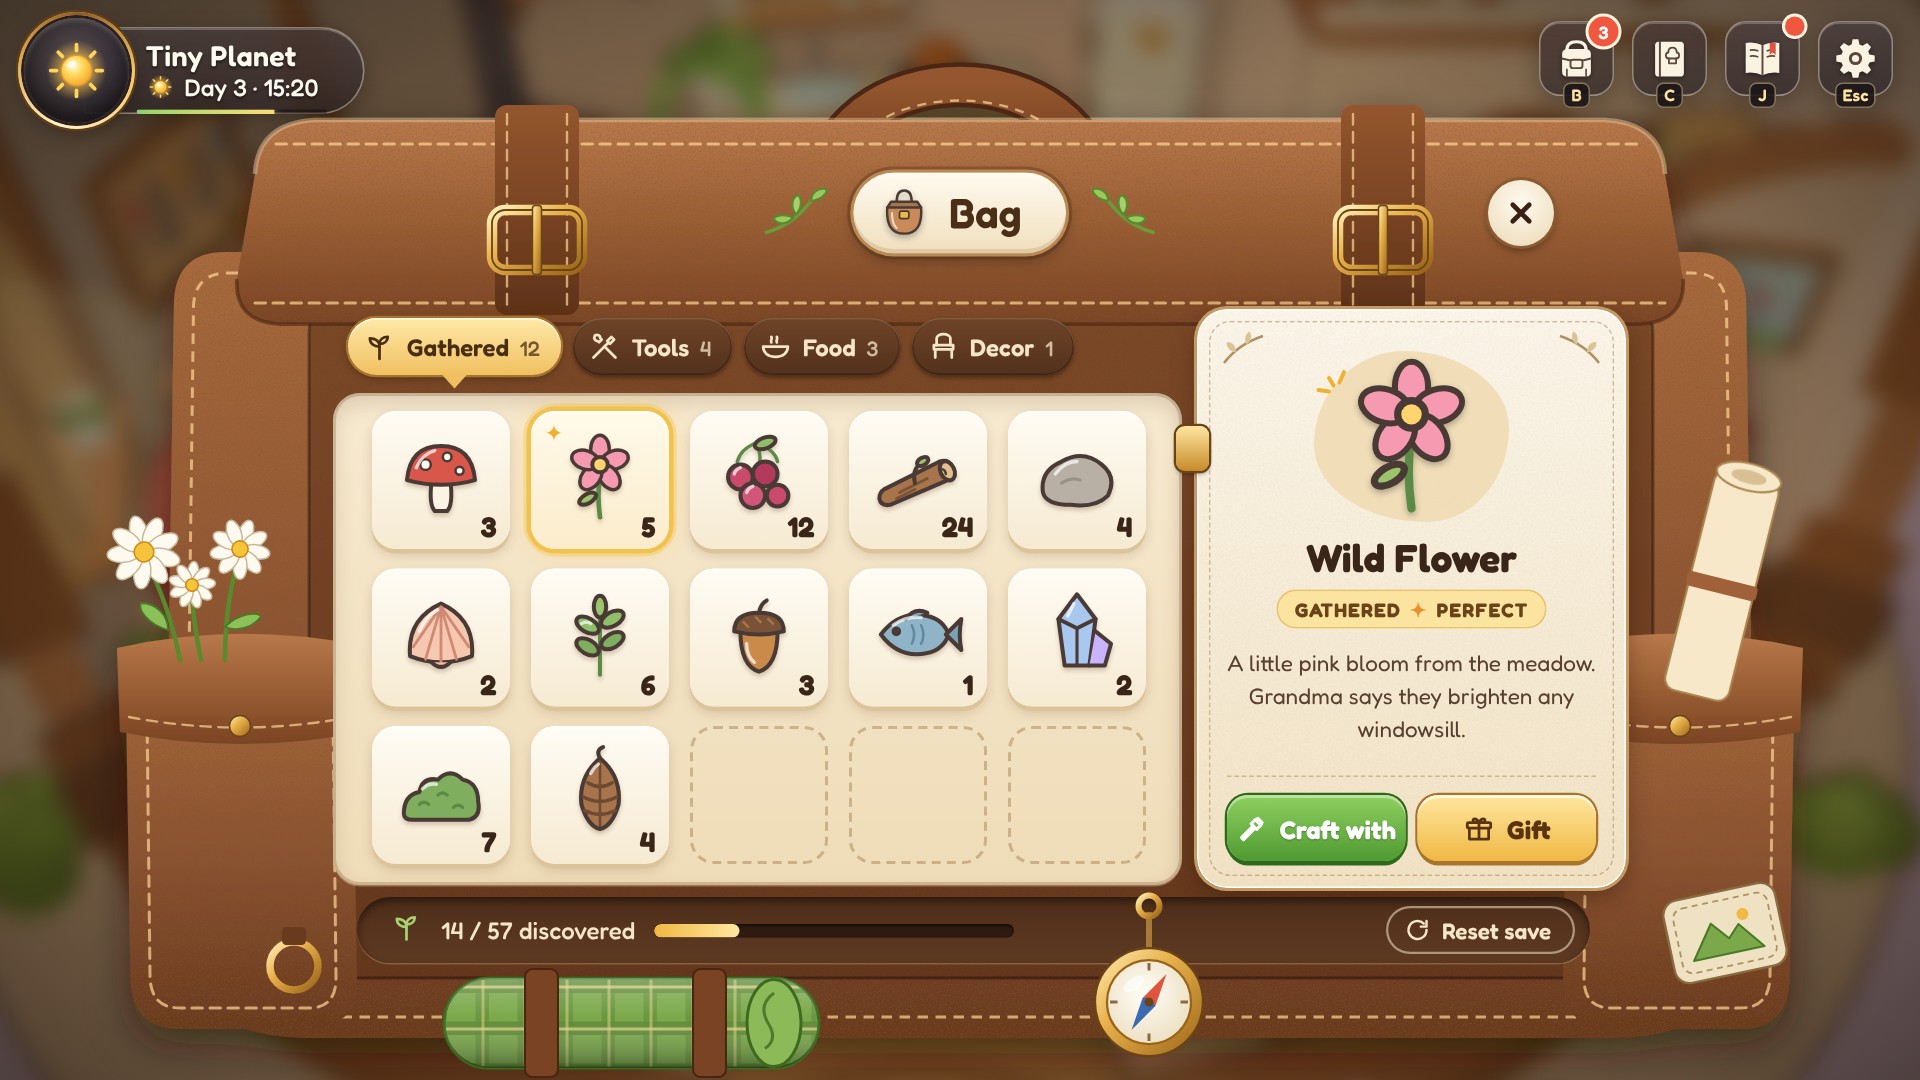 Tiny Planet
Day 3 · 15:20
3
B
C
J
Esc
Bag
Gathered 12
Tools 4
Food 3
Decor 1
3
5
12
24
4
2
6
3
1
2
7
4
Wild Flower
GATHERED ✦ PERFECT
A little pink bloom from the meadow.
Grandma says they brighten any
windowsill.
Craft with
Gift
14 / 57 discovered
Reset save